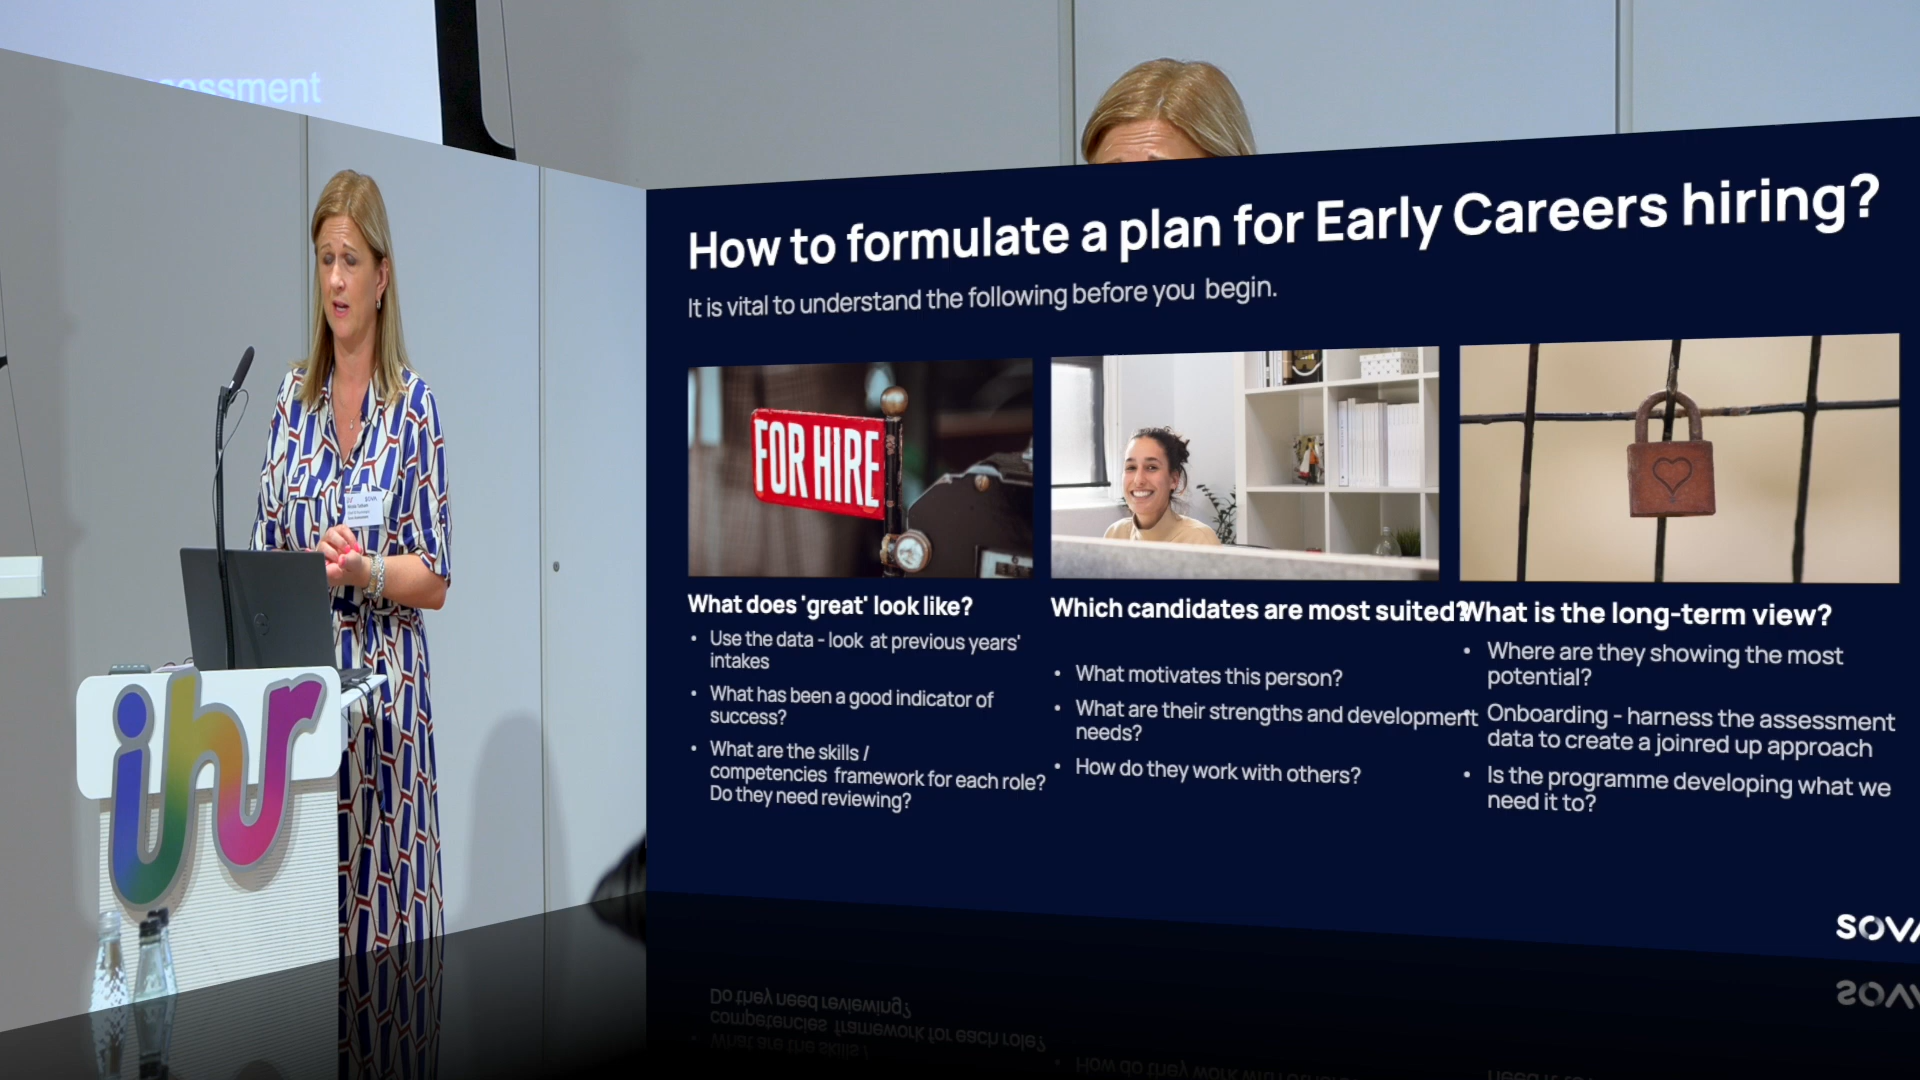 sessment
How to formulate a plan for Early Careers hiring?
It is vital to understand the following before you begin.
FOR HIRE
What does 'great' look like?
• Use the data - look at previous years'
intakes
• What has been a good indicator of
success?
• What are the skills /
competencies framework for each role?
Do they need reviewing?
Which candidates are most suited?
• What motivates this person?
• What are their strengths and development
needs?
• How do they work with others?
What is the long-term view?
• Where are they showing the most
potential?
• Onboarding - harness the assessment
data to create a joinred up approach
• Is the programme developing what we
need it to?
SOVA
ihr